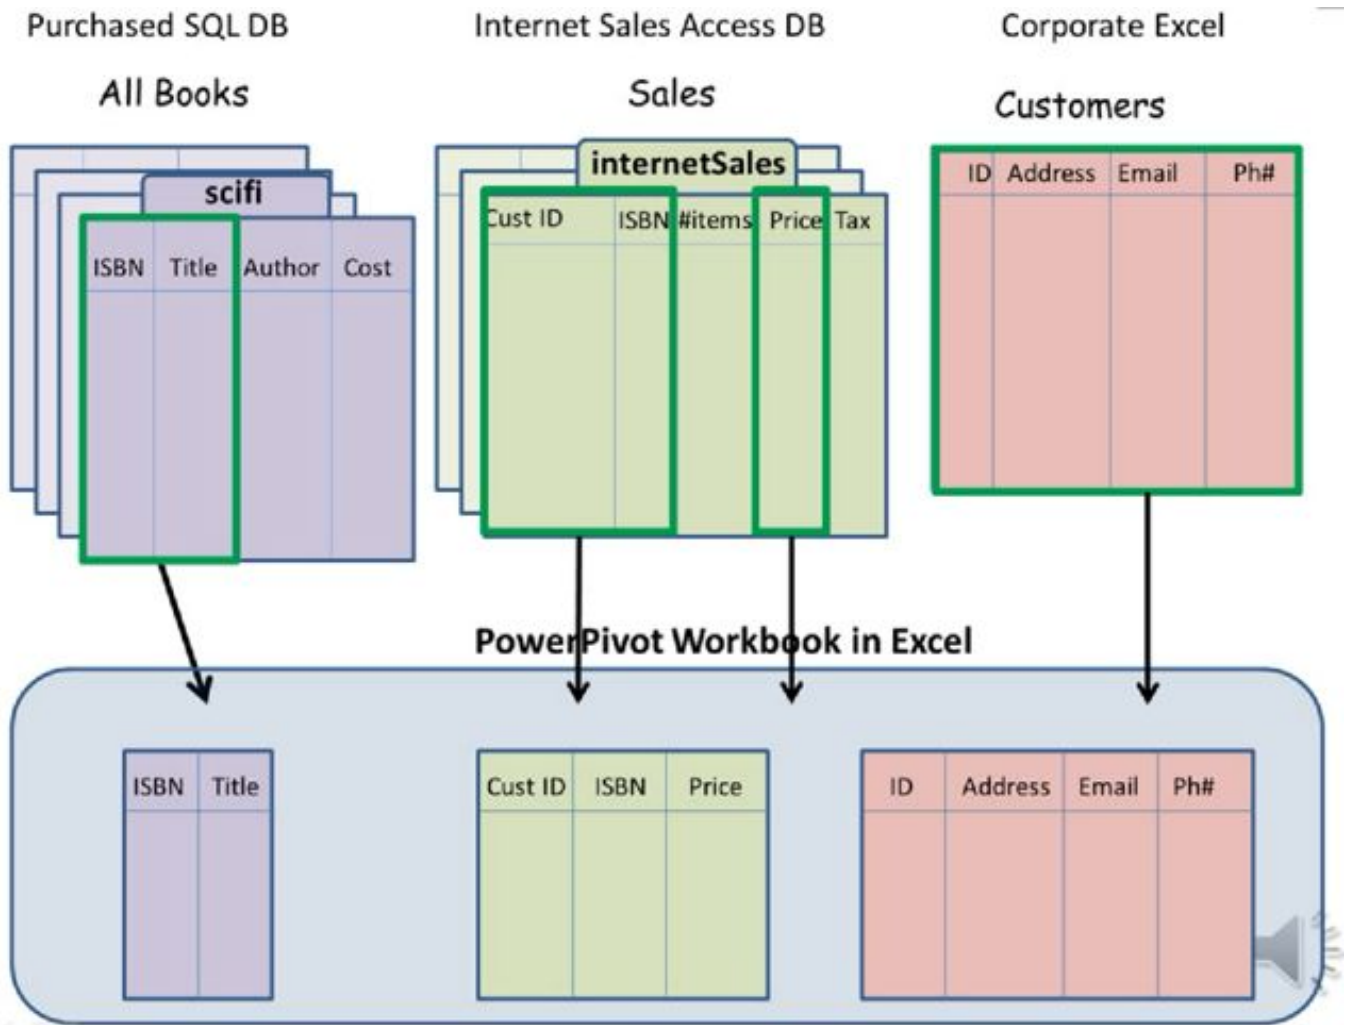 Purchased SQL DB
Internet Sales Access DB
Corporate Excel
All Books
Sales
Customers
scifi
ISBN Title Author Cost
internetSales
Cust ID ISBN #items Price Tax
ID Address Email Ph#
PowerPivot Workbook in Excel
ISBN Title
Cust ID ISBN Price
ID Address Email Ph#